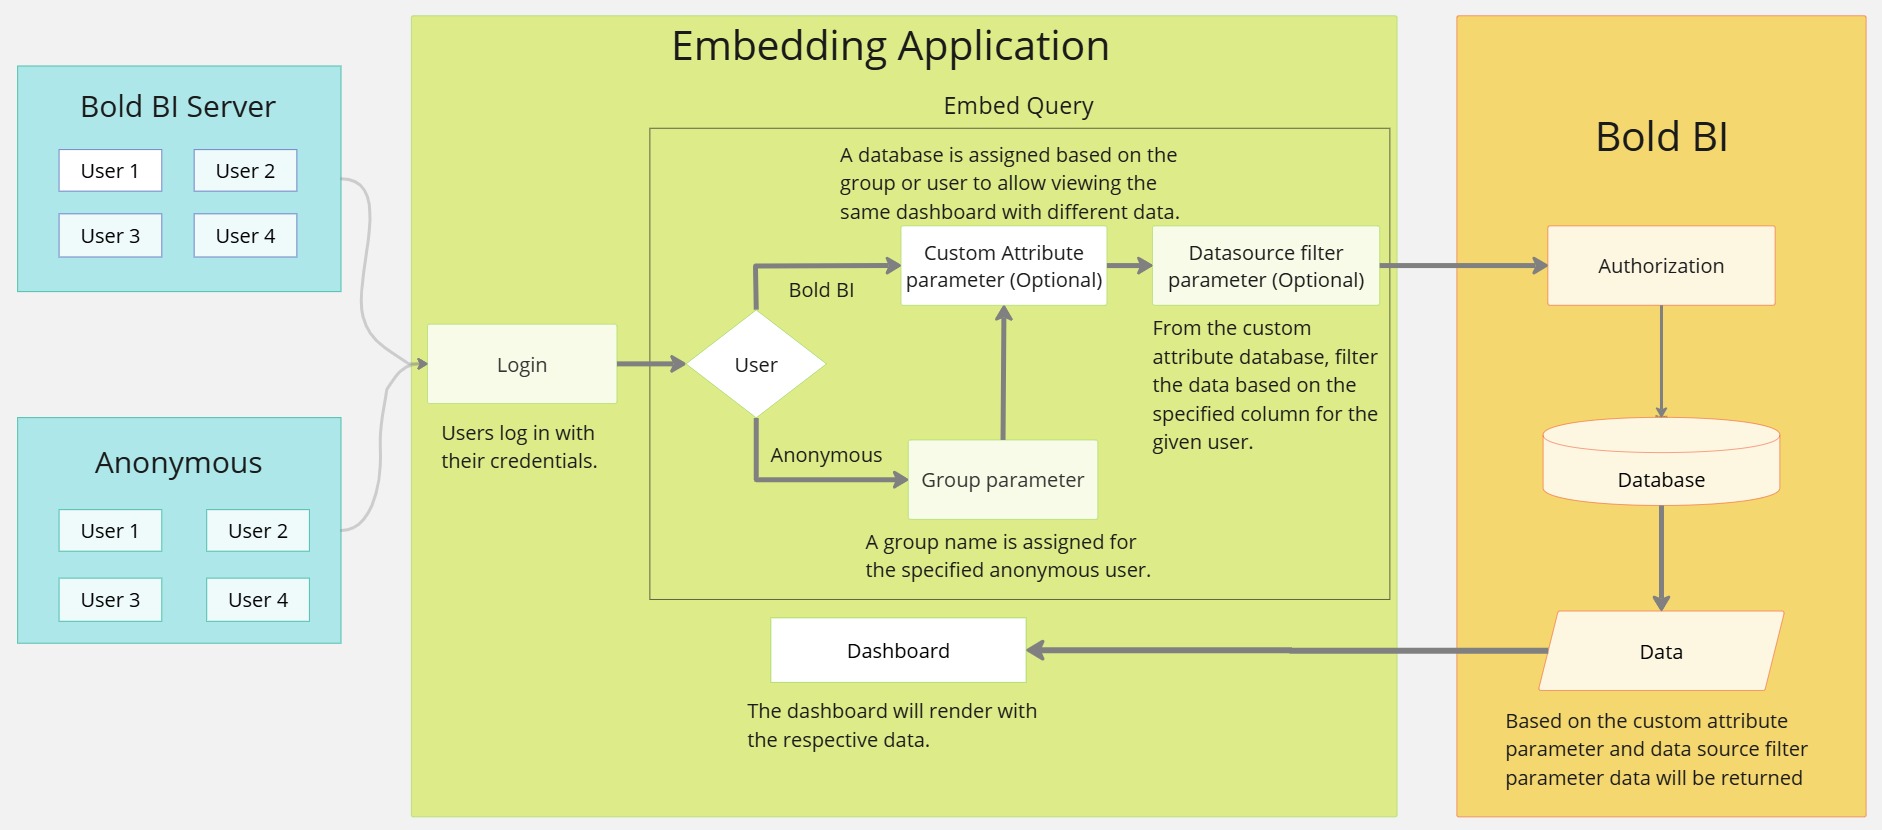 Bold BI Server
User 1
User 2
User 3
User 4
Anonymous
User 1
User 2
User 3
User 4
Embedding Application
Login
Users log in with
their credentials.
Embed Query
A database is assigned based on the
group or user to allow viewing the
same dashboard with different data.
User
Bold BI
Custom Attribute
parameter (Optional)
Datasource filter
parameter (Optional)
From the custom
attribute database, filter
the data based on the
specified column for the
given user.
Anonymous
Group parameter
A group name is assigned for
the specified anonymous user.
Dashboard
The dashboard will render with
the respective data.
Bold BI
Authorization
Database
Data
Based on the custom attribute
parameter and data source filter
parameter data will be returned